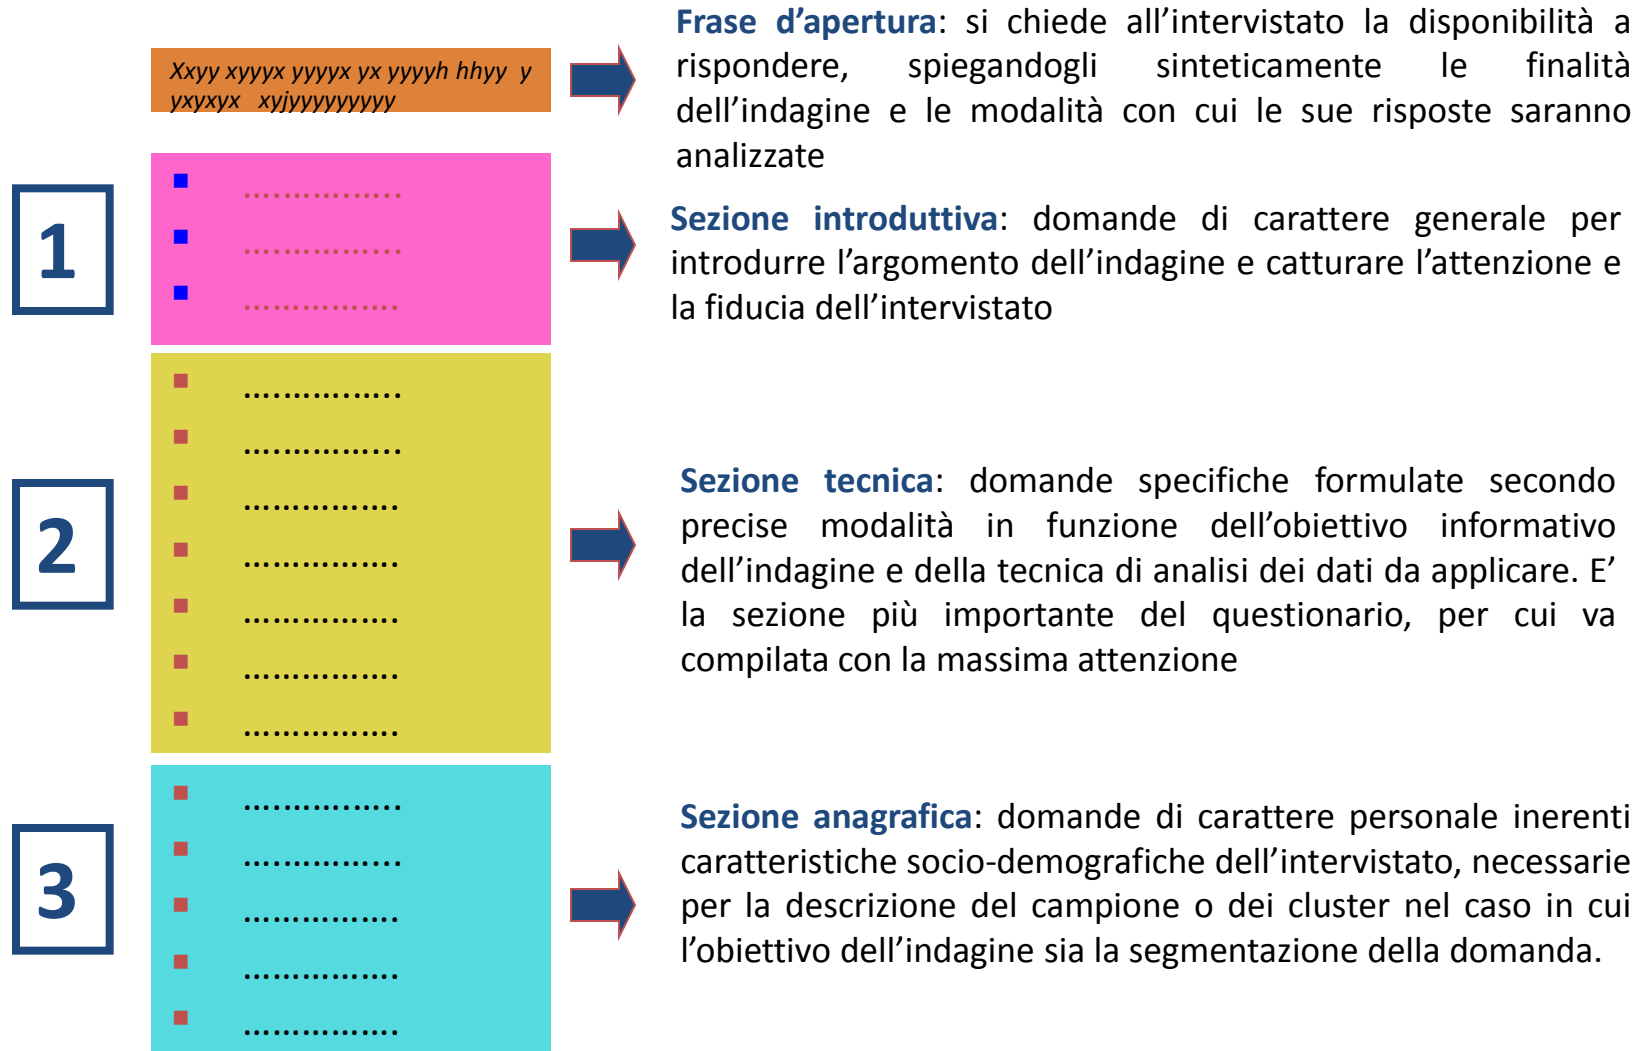 Xxyy xyyyx yyyyx yx yyyyh hhyy y
yxyxyx xyjyyyyyyyyy
Frase d’apertura: si chiede all’intervistato la disponibilità a
rispondere, spiegandogli sinteticamente le finalità
dell’indagine e le modalità con cui le sue risposte saranno
analizzate
1
…………….
…………….
…………….
Sezione introduttiva: domande di carattere generale per
introdurre l’argomento dell’indagine e catturare l’attenzione e
la fiducia dell’intervistato
2
…………….
…………….
…………….
…………….
…………….
…………….
…………….
Sezione tecnica: domande specifiche formulate secondo
precise modalità in funzione dell’obiettivo informativo
dell’indagine e della tecnica di analisi dei dati da applicare. E’
la sezione più importante del questionario, per cui va
compilata con la massima attenzione
3
…………….
…………….
…………….
…………….
…………….
Sezione anagrafica: domande di carattere personale inerenti
caratteristiche socio-demografiche dell’intervistato, necessarie
per la descrizione del campione o dei cluster nel caso in cui
l’obiettivo dell’indagine sia la segmentazione della domanda.